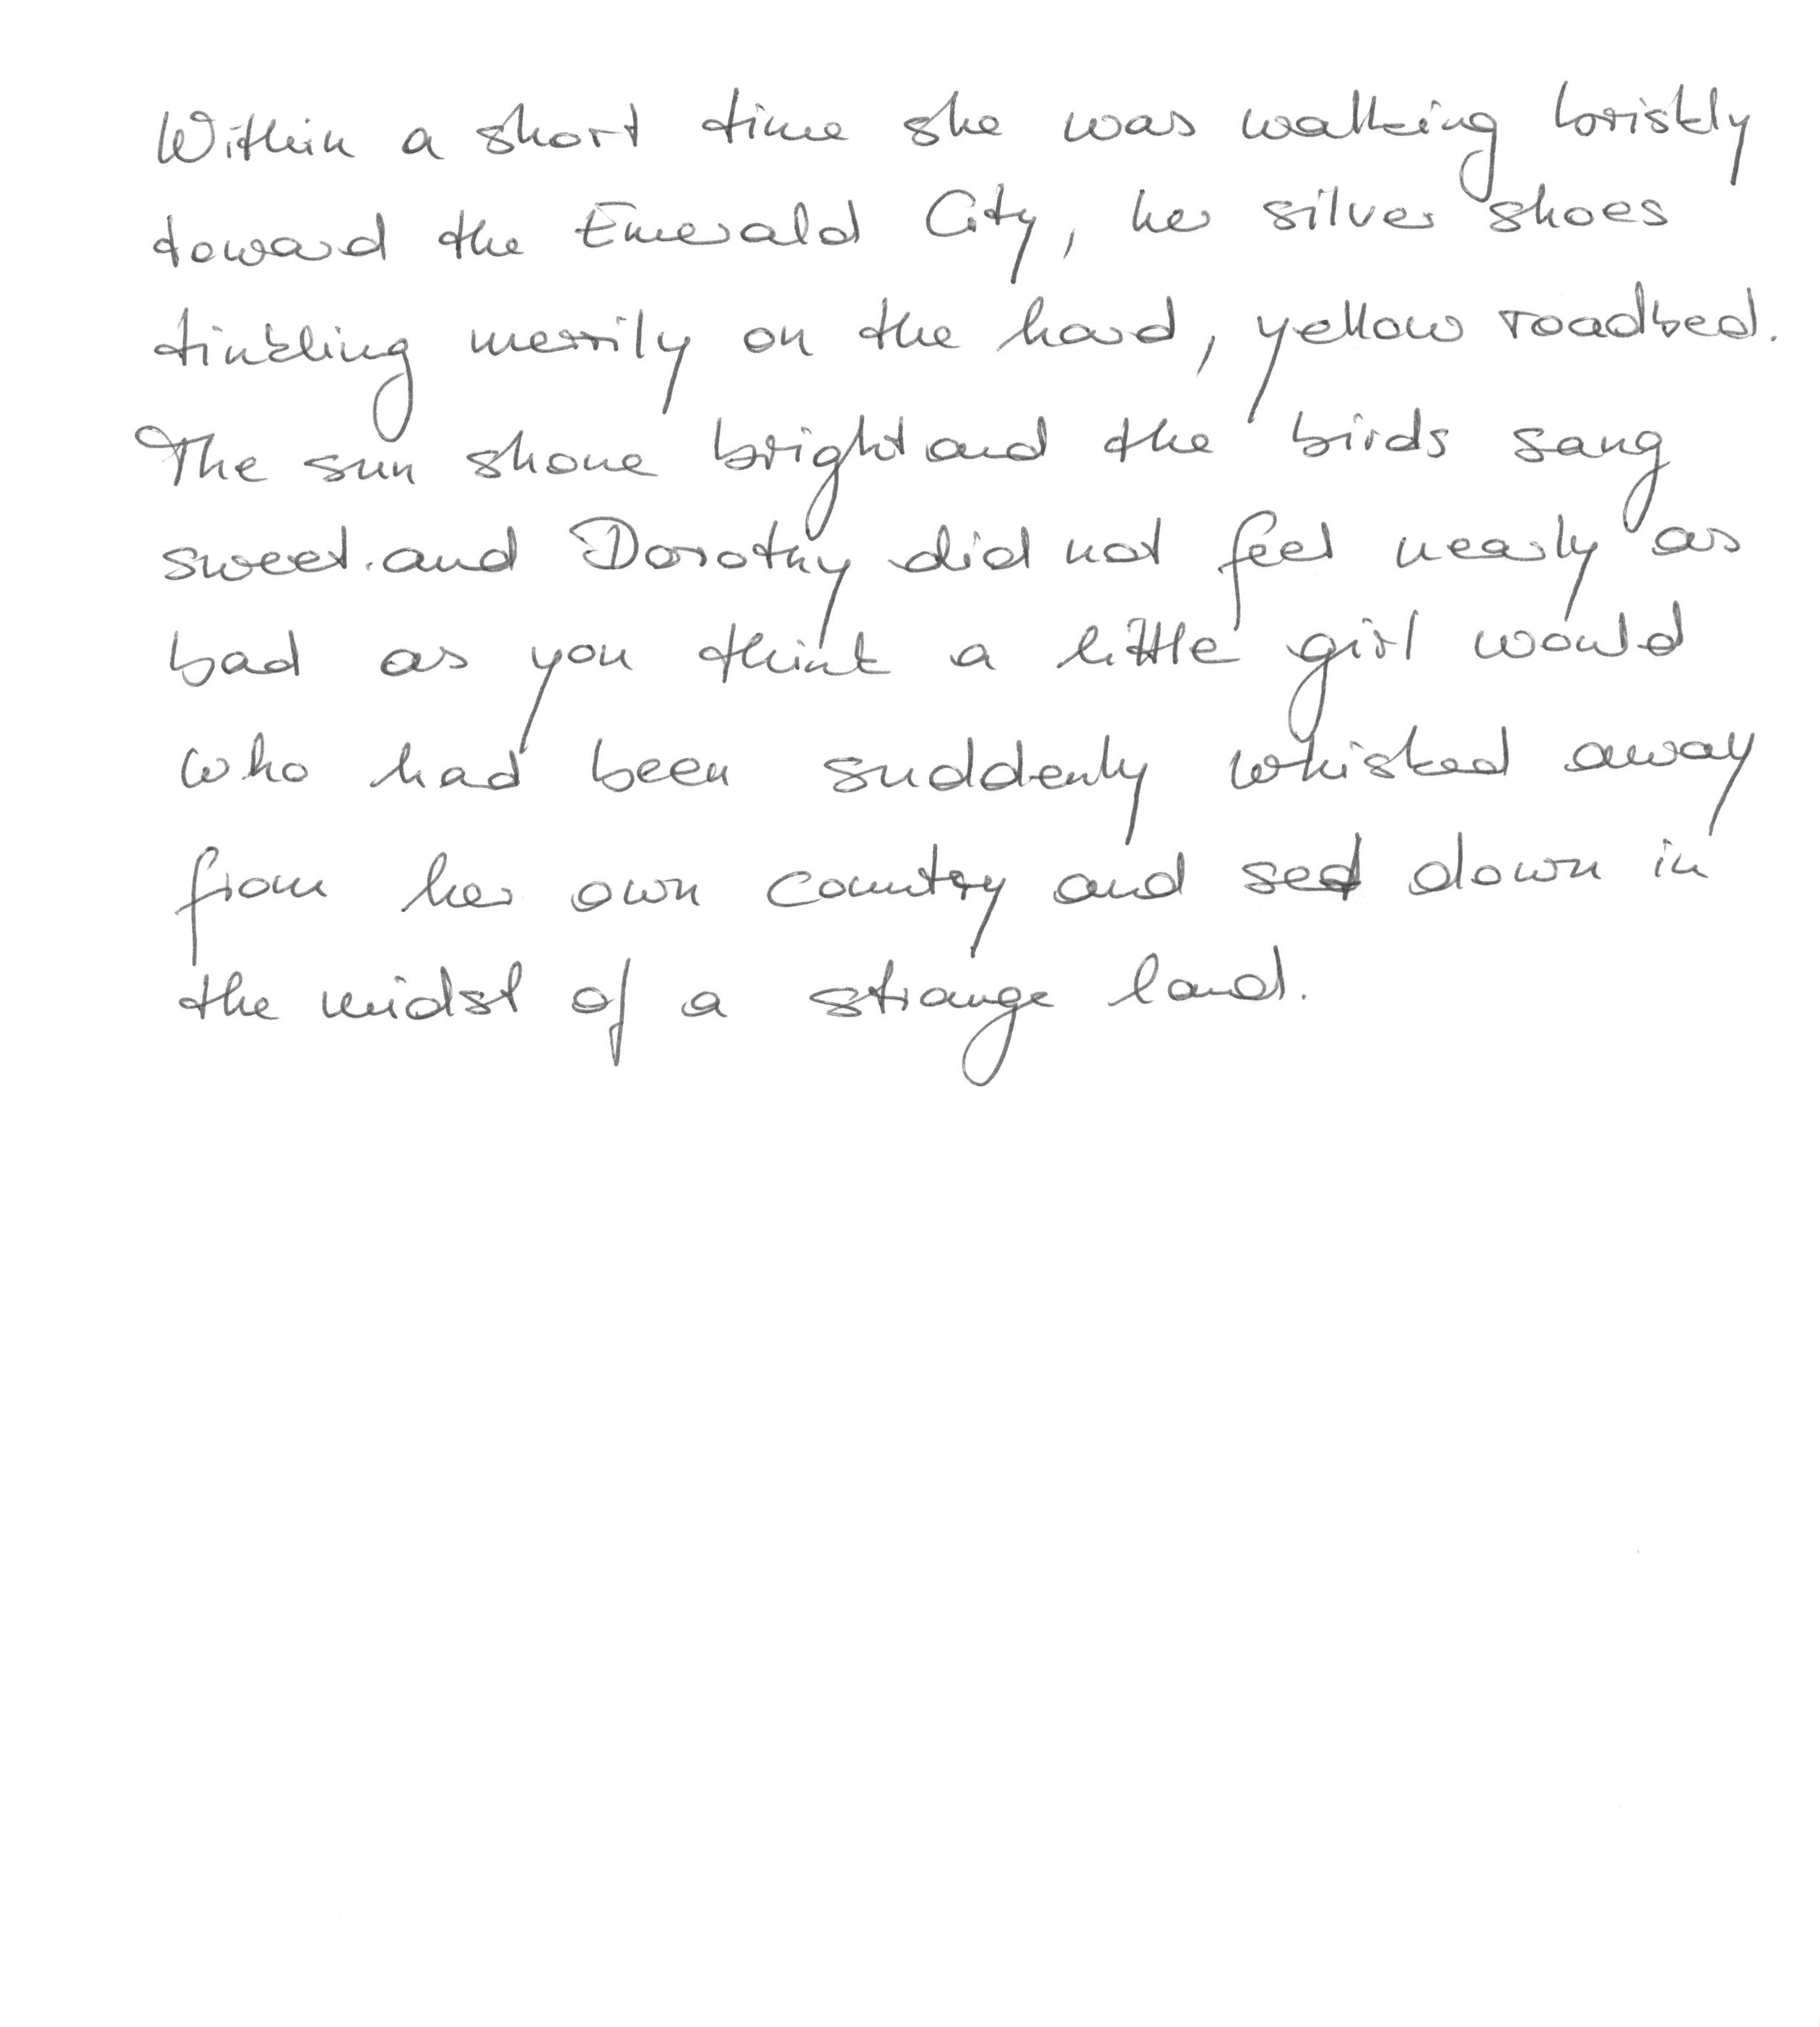 Within a short time she was walking briskly
toward the Emerald City, her silver shoes
tinkling merrily on the hard, yellow roadbed.
The sun shone bright and the birds sang
sweet. and Dorothy did not feel nearly as
bad as you think a little girl would
who had been suddenly whisked away
from her own country and set down in
the midst of a strange land.